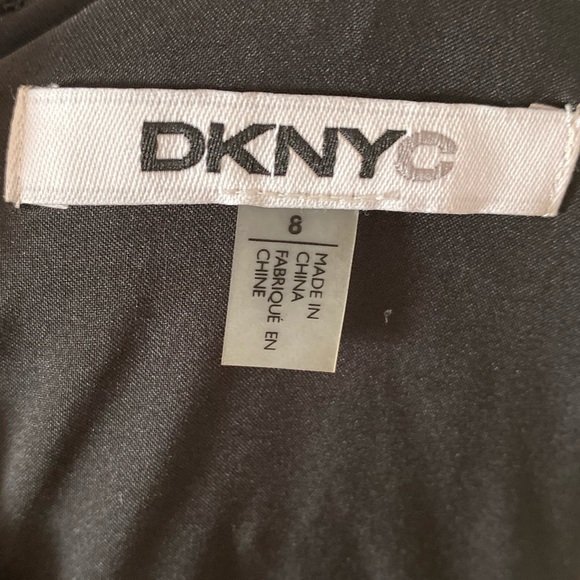 DKNYC
8
MADE IN
CHINA
FABRIQUÉ EN
CHINE